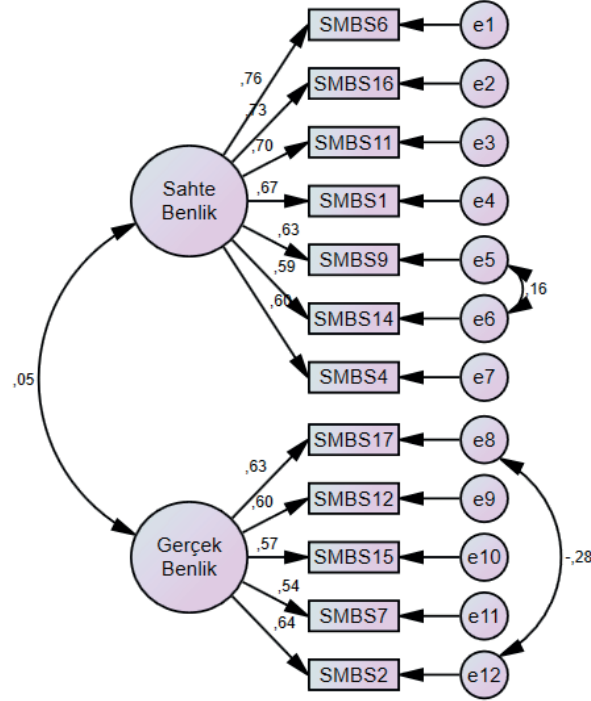 SMBS6
e1
,76
SMBS16
e2
,73
SMBS11
e3
,70
Sahte
Benlik
,67
SMBS1
e4
,63
SMBS9
e5
,59
,16
SMBS14
e6
,60
SMBS4
e7
,05
SMBS17
e8
,63
SMBS12
e9
,60
Gerçek
Benlik
,57
SMBS15
e10
-,28
,54
SMBS7
e11
,64
SMBS2
e12